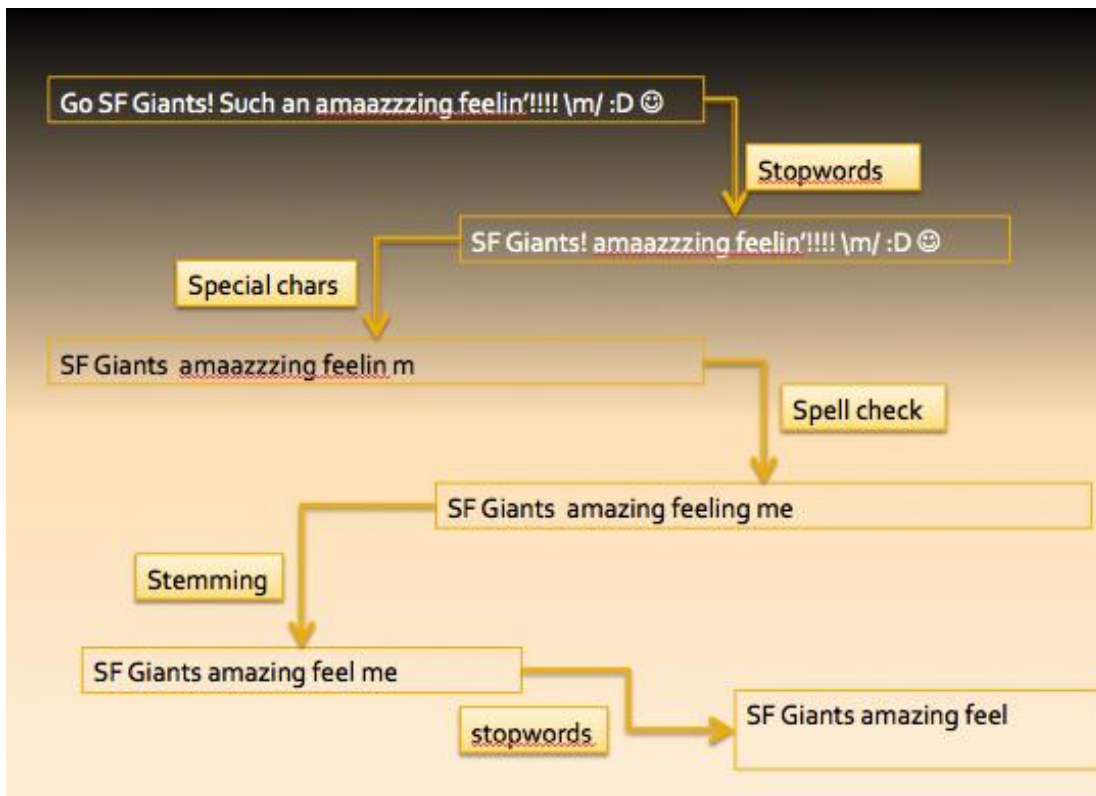 Go SF Giants! Such an amaazzzing feelin'!!!! \m/ :D ☺
Stopwords
SF Giants! amaazzzing feelin'!!!! \m/ :D ☺
Special chars
SF Giants  amaazzzing feelin m
Spell check
SF Giants  amazing feeling me
Stemming
SF Giants amazing feel me
stopwords
SF Giants amazing feel